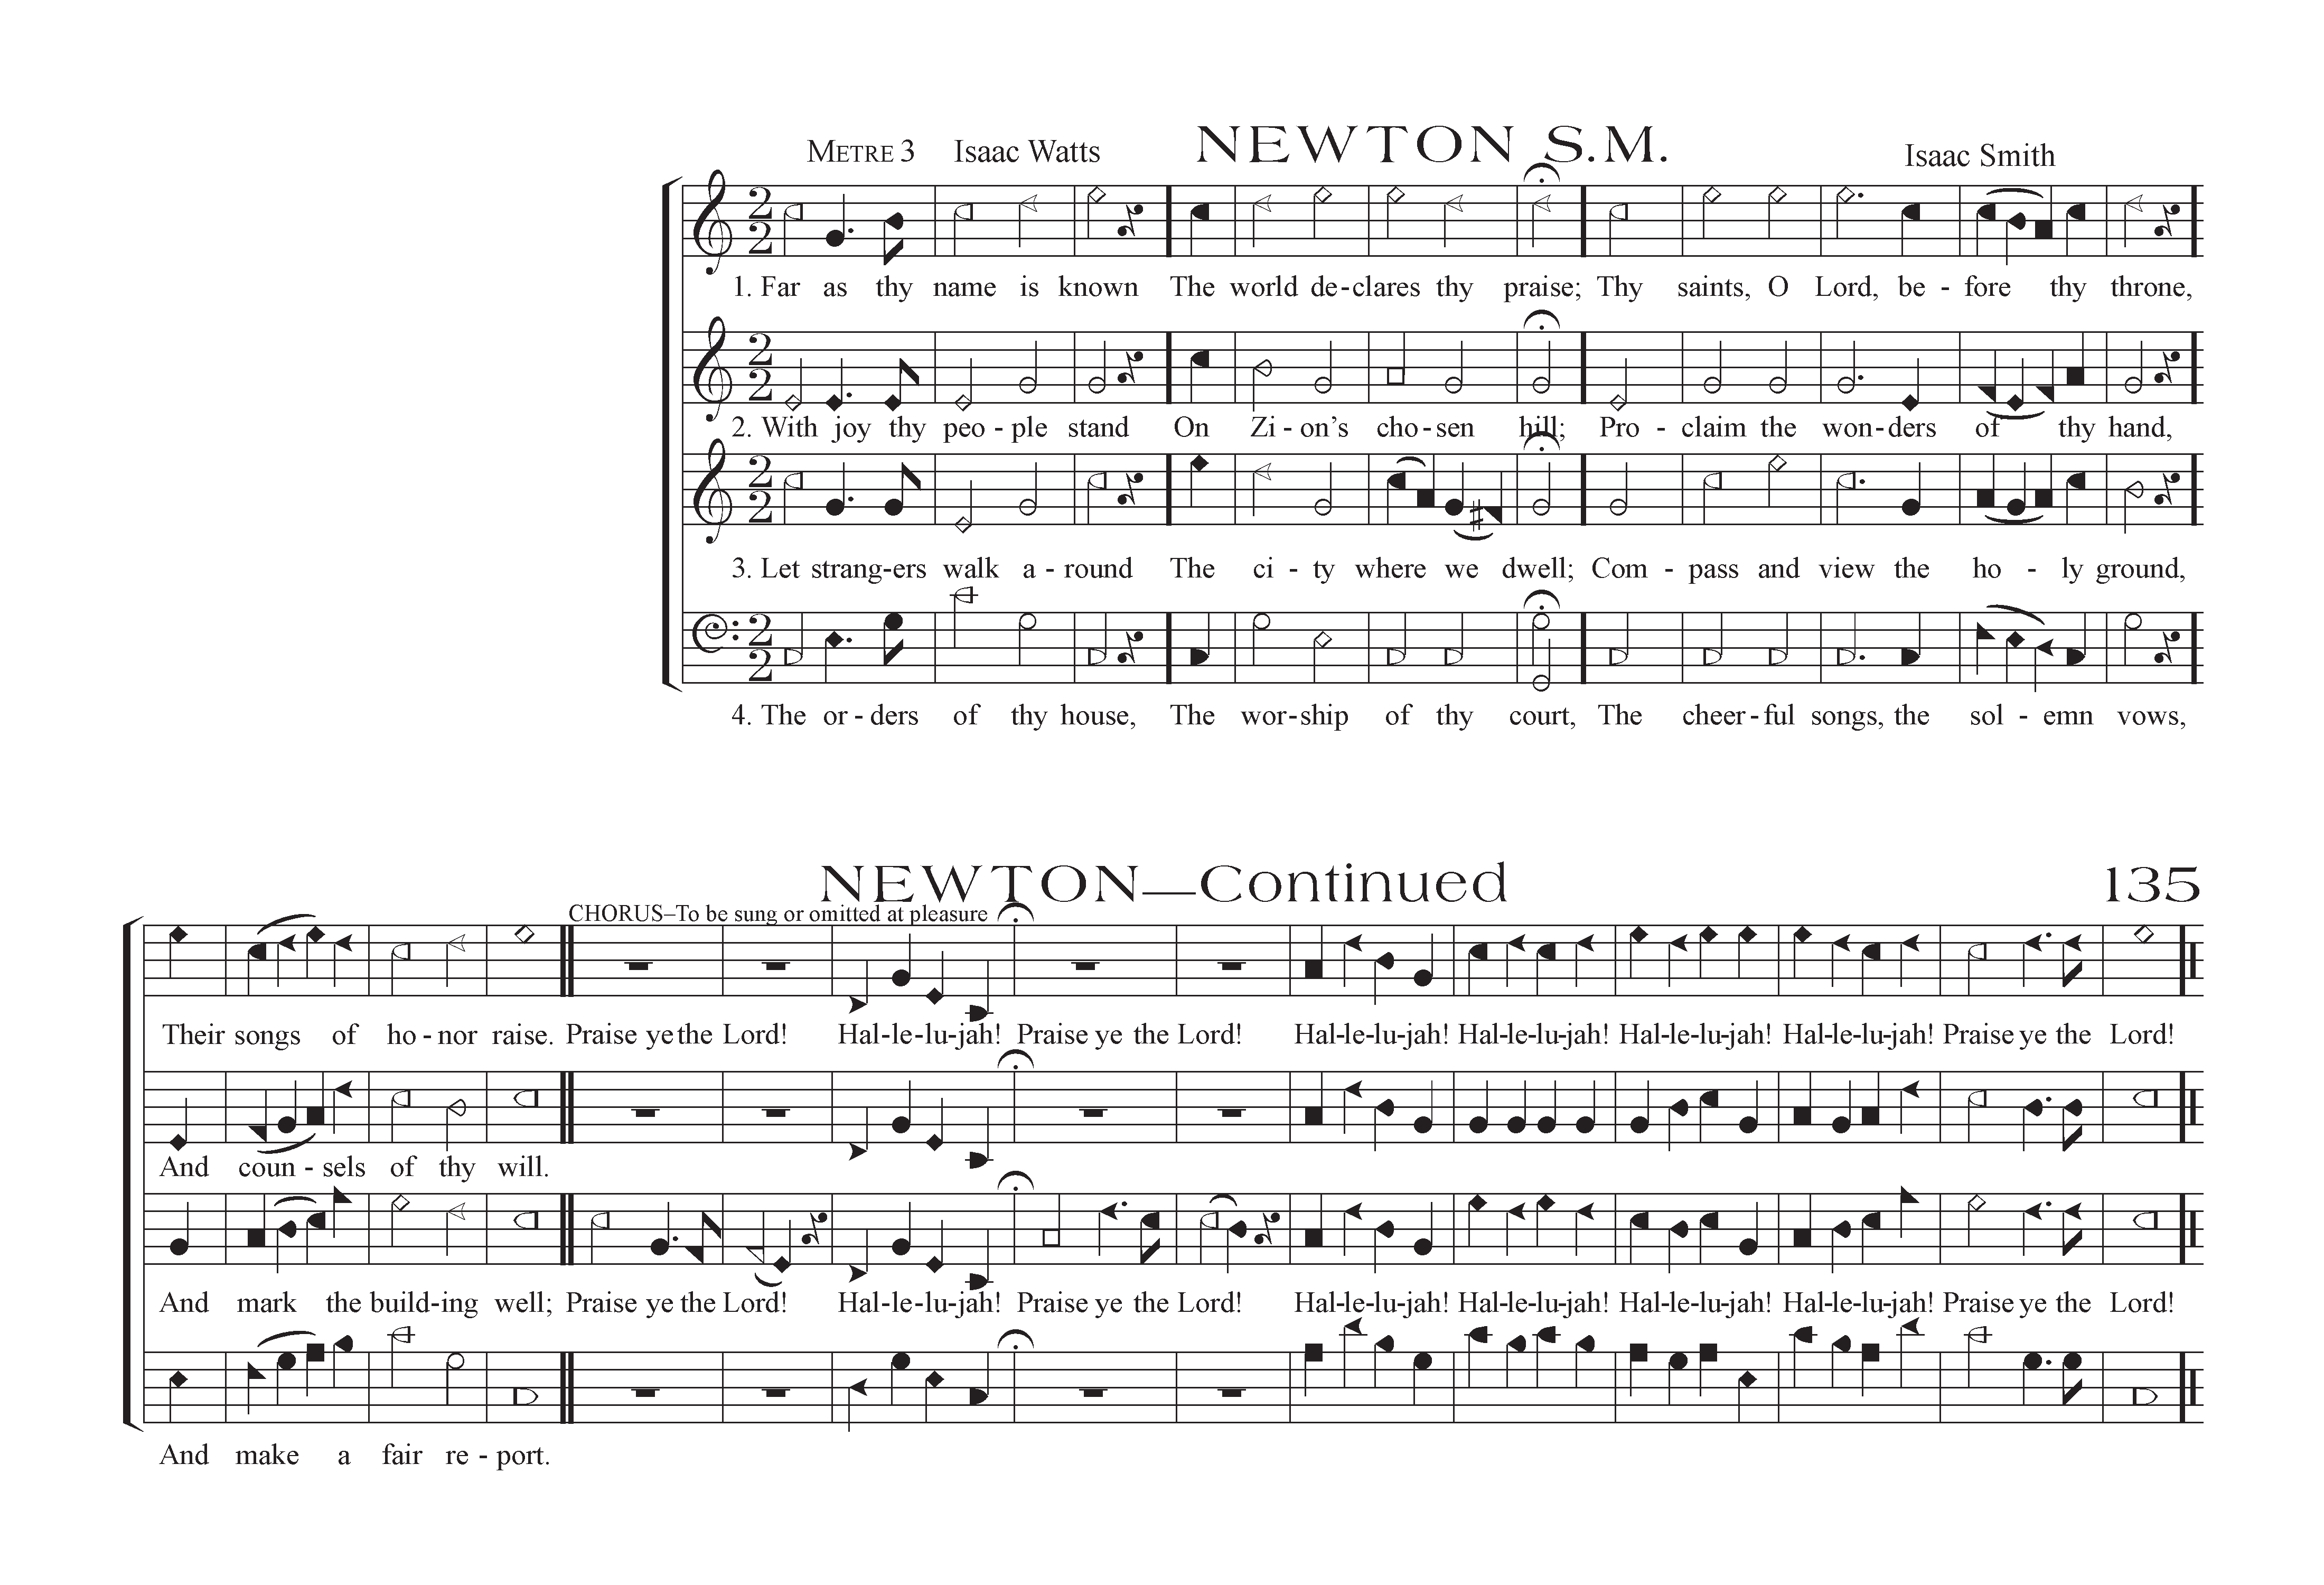 METRE 3 Isaac Watts NEWTON S.M. Isaac Smith
1. Far as thy name is known The world de-clares thy praise; Thy saints, O Lord, be - fore thy throne,
2. With joy thy peo - ple stand On Zi - on’s cho - sen hill; Pro - claim the won - ders of thy hand,
3. Let strang-ers walk a - round The ci - ty where we dwell; Com - pass and view the ho - ly ground,
4. The or - ders of thy house, The wor-ship of thy court, The cheer - ful songs, the sol - emn vows,
NEWTON—Continued 135
CHORUS–To be sung or omitted at pleasure
Their songs of ho - nor raise. Praise ye the Lord! Hal-le-lu-jah! Praise ye the Lord! Hal-le-lu-jah! Hal-le-lu-jah! Hal-le-lu-jah! Hal-le-lu-jah! Praise ye the Lord!
And coun - sels of thy will.
And mark the build-ing well; Praise ye the Lord! Hal-le-lu-jah! Praise ye the Lord! Hal-le-lu-jah! Hal-le-lu-jah! Hal-le-lu-jah! Hal-le-lu-jah! Praise ye the Lord!
And make a fair re - port.